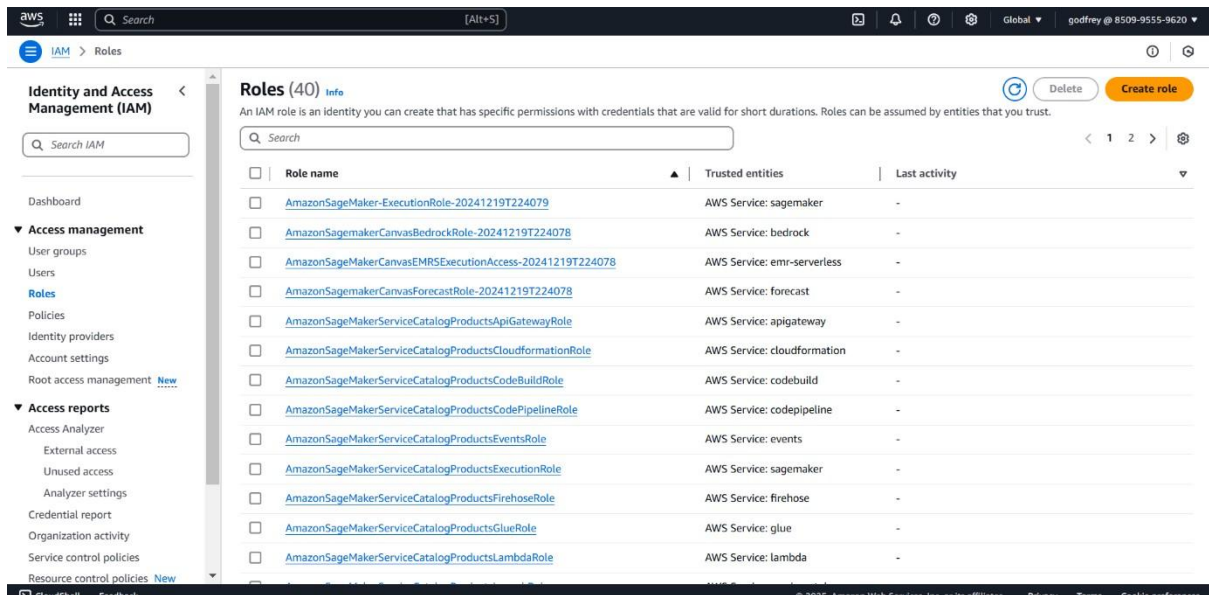 aws Search [Alt+S] Global ▼ godfrey @ 8509-9555-9620 ▼
IAM > Roles
Identity and Access Management (IAM)
Search IAM
Dashboard
▼ Access management
User groups
Users
Roles
Policies
Identity providers
Account settings
Root access management New
▼ Access reports
Access Analyzer
External access
Unused access
Analyzer settings
Credential report
Organization activity
Service control policies
Resource control policies New
Roles (40) Info
Delete
Create role
An IAM role is an identity you can create that has specific permissions with credentials that are valid for short durations. Roles can be assumed by entities that you trust.
Search
< 1 2 >
Role name ▲ Trusted entities Last activity
AmazonSageMaker-ExecutionRole-20241219T224079 AWS Service: sagemaker -
AmazonSagemakerCanvasBedrockRole-20241219T224078 AWS Service: bedrock -
AmazonSageMakerCanvasEMRSExecutionAccess-20241219T224078 AWS Service: emr-serverless -
AmazonSagemakerCanvasForecastRole-20241219T224078 AWS Service: forecast -
AmazonSageMakerServiceCatalogProductsApiGatewayRole AWS Service: apigateway -
AmazonSageMakerServiceCatalogProductsCloudformationRole AWS Service: cloudformation -
AmazonSageMakerServiceCatalogProductsCodeBuildRole AWS Service: codebuild -
AmazonSageMakerServiceCatalogProductsCodePipelineRole AWS Service: codepipeline -
AmazonSageMakerServiceCatalogProductsEventsRole AWS Service: events -
AmazonSageMakerServiceCatalogProductsExecutionRole AWS Service: sagemaker -
AmazonSageMakerServiceCatalogProductsFirehoseRole AWS Service: firehose -
AmazonSageMakerServiceCatalogProductsGlueRole AWS Service: glue -
AmazonSageMakerServiceCatalogProductsLambdaRole AWS Service: lambda -